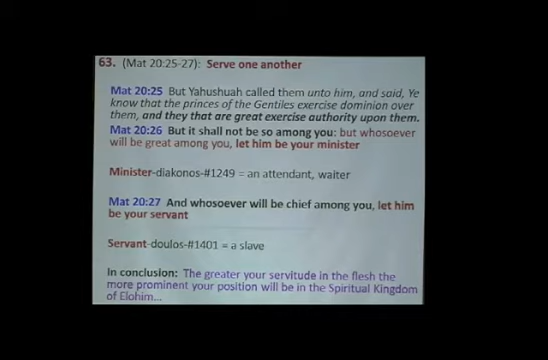 63. (Mat 20:25-27): Serve one another
Mat 20:25 But Yahushuah called them unto him, and said, Ye
know that the princes of the Gentiles exercise dominion over
them, and they that are great exercise authority upon them.
Mat 20:26 But it shall not be so among you: but whosoever
will be great among you, let him be your minister
Minister-diakonos-#1249 = an attendant, waiter
Mat 20:27 And whosoever will be chief among you, let him
be your servant
Servant-doulos-#1401 = a slave
In conclusion: The greater your servitude in the flesh the
more prominent your position will be in the Spiritual Kingdom
of Elohim...